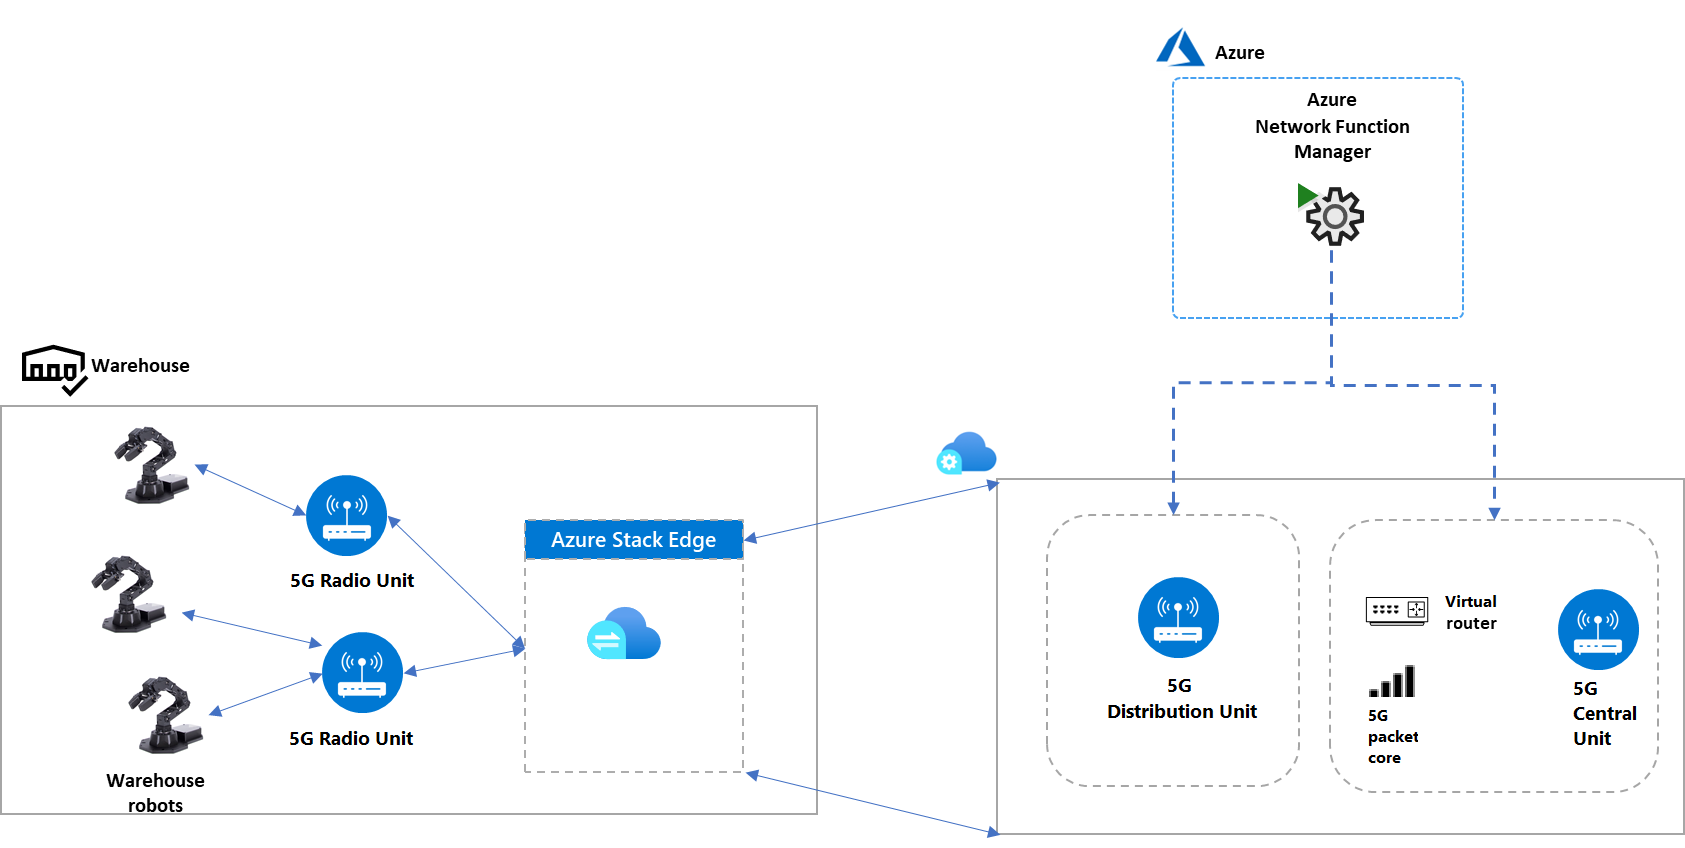 Azure
Azure
Network Function
Manager
Warehouse
5G Radio Unit
5G Radio Unit
Warehouse
robots
Azure Stack Edge
5G
Distribution Unit
Virtual
router
5G
packet
core
5G
Central
Unit